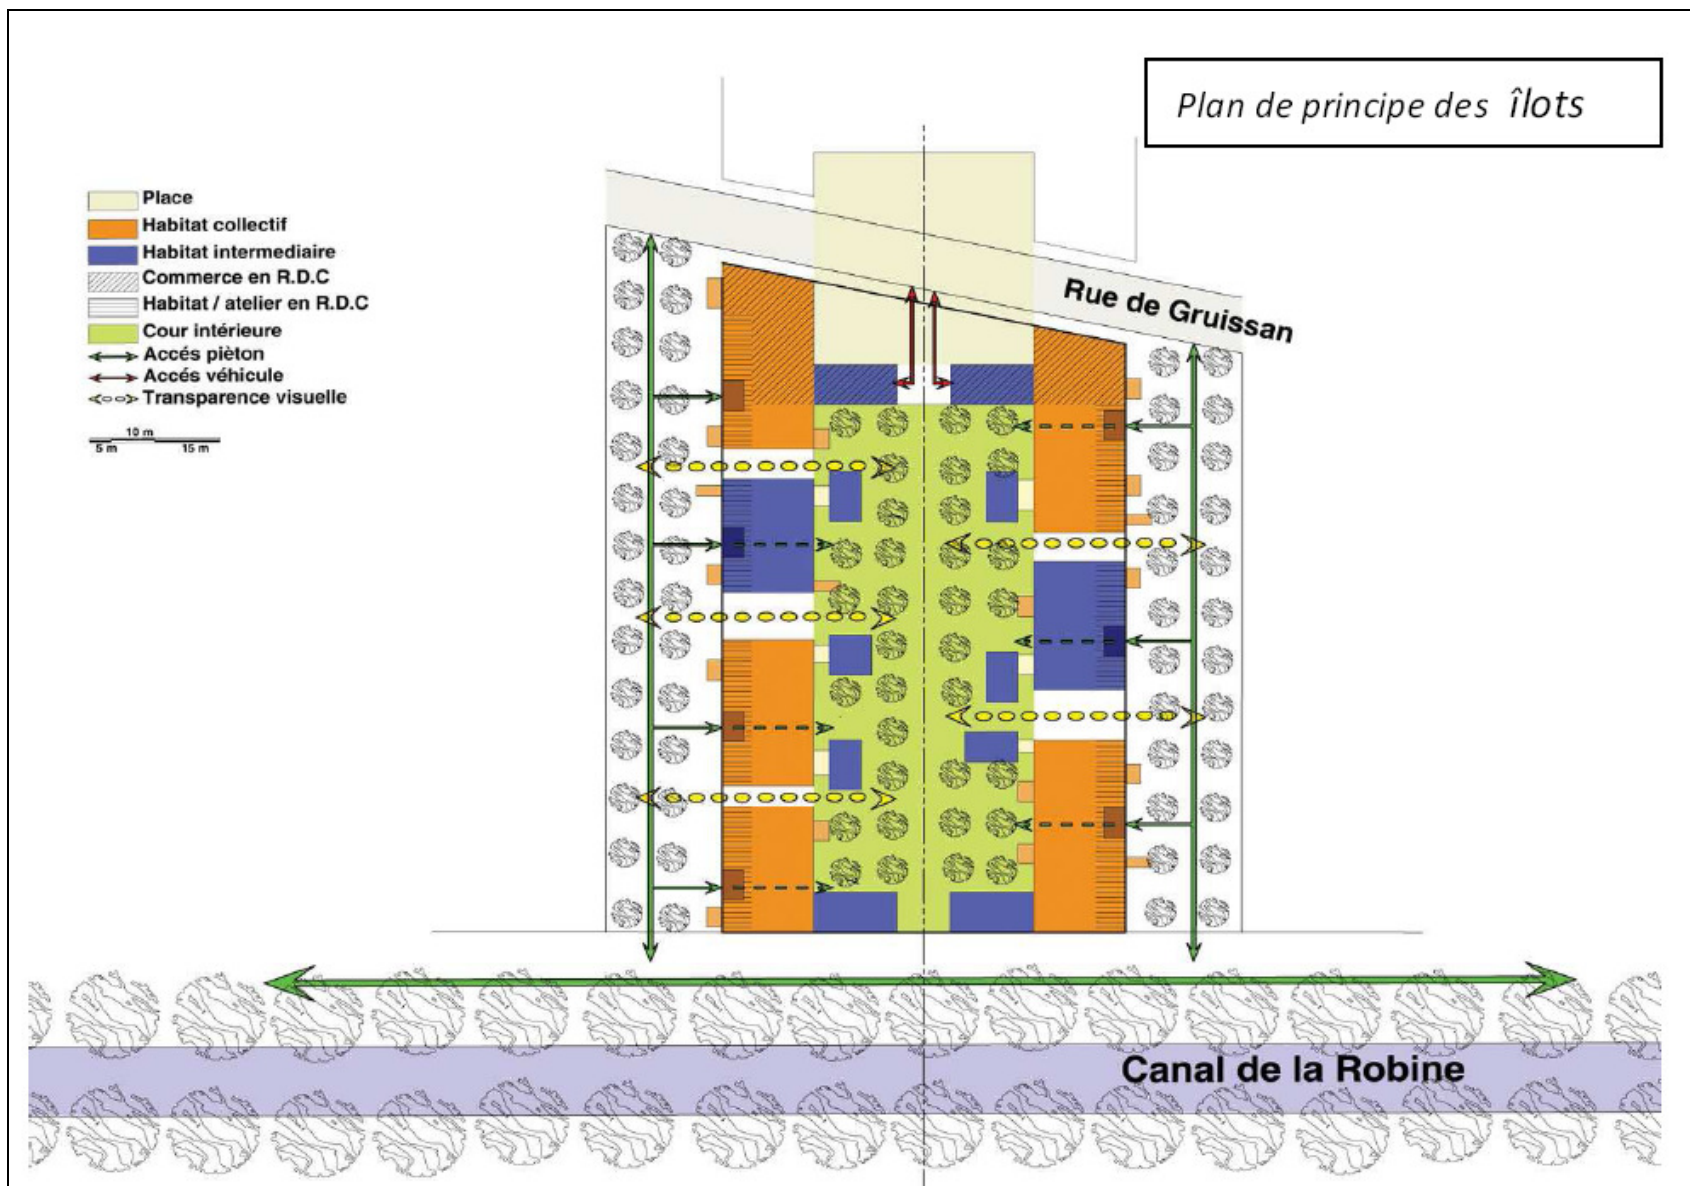 Plan de principe des îlots
Place
Habitat collectif
Habitat intermediaire
Commerce en R.D.C
Habitat / atelier en R.D.C
Cour intérieure
Accés pièton
Accés véhicule
Transparence visuelle
10 m
5 m 15 m
Rue de Gruissan
Canal de la Robine